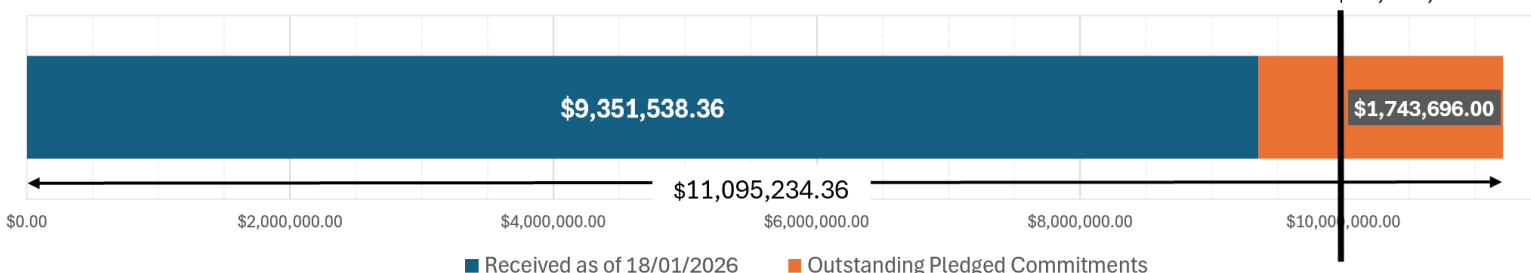 $9,351,538.36
$1,743,696.00
$11,095,234.36
$0.00 $2,000,000.00 $4,000,000.00 $6,000,000.00 $8,000,000.00 $10,000,000.00
Received as of 18/01/2026 Outstanding Pledged Commitments